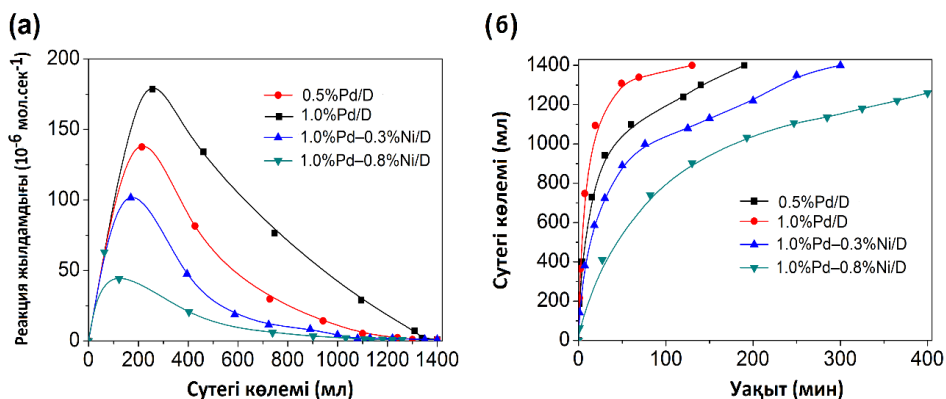 (а)
Реакция жылдамдығы (10⁻⁶ мол.сек⁻¹)
200
150
100
50
0
0.5%Pd/D
1.0%Pd/D
1.0%Pd–0.3%Ni/D
1.0%Pd–0.8%Ni/D
0 200 400 600 800 1000 1200 1400
Сутегі көлемі (мл)
(б)
Сутегі көлемі (мл)
1400
1200
1000
800
600
400
200
0
0.5%Pd/D
1.0%Pd/D
1.0%Pd–0.3%Ni/D
1.0%Pd–0.8%Ni/D
0 100 200 300 400
Уақыт (мин)